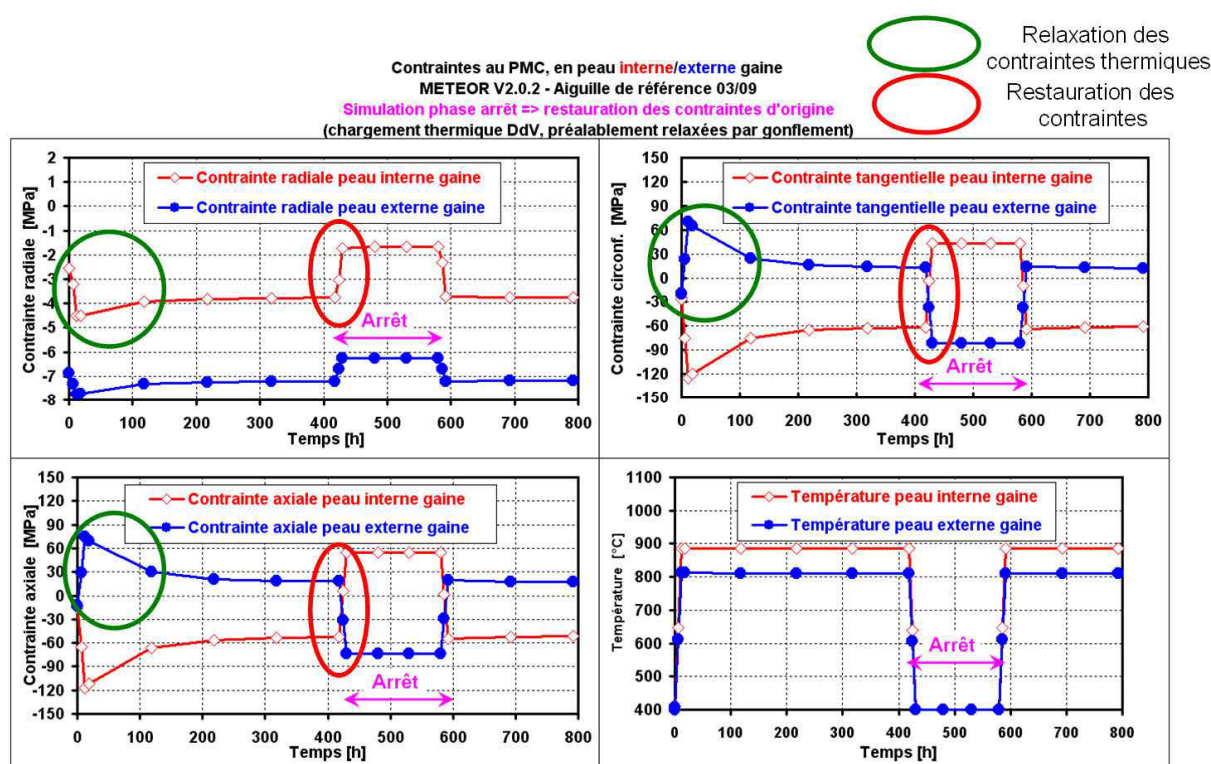 Relaxation des
contraintes thermiques
Restauration des
contraintes
Contraintes au PMC, en peau interne/externe gaine
METEOR V2.0.2 - Aiguille de référence 03/09
Simulation phase arrêt => restauration des contraintes d'origine
(chargement thermique DdV, préalablement relaxées par gonflement)
Contrainte radiale [MPa]
2
1
0
-1
-2
-3
-4
-5
-6
-7
-8
Contrainte radiale peau interne gaine
Contrainte radiale peau externe gaine
Arrêt
0 100 200 300 400 500 600 700 800
Temps [h]
Contrainte circonf. [MPa]
150
120
90
60
30
0
-30
-60
-90
-120
-150
Contrainte tangentielle peau interne gaine
Contrainte tangentielle peau externe gaine
Arrêt
0 100 200 300 400 500 600 700 800
Temps [h]
Contrainte axiale [MPa]
150
120
90
60
30
0
-30
-60
-90
-120
-150
Contrainte axiale peau interne gaine
Contrainte axiale peau externe gaine
Arrêt
0 100 200 300 400 500 600 700 800
Temps [h]
Température [°C]
1100
1000
900
800
700
600
500
400
Température peau interne gaine
Température peau externe gaine
Arrêt
0 100 200 300 400 500 600 700 800
Temps [h]